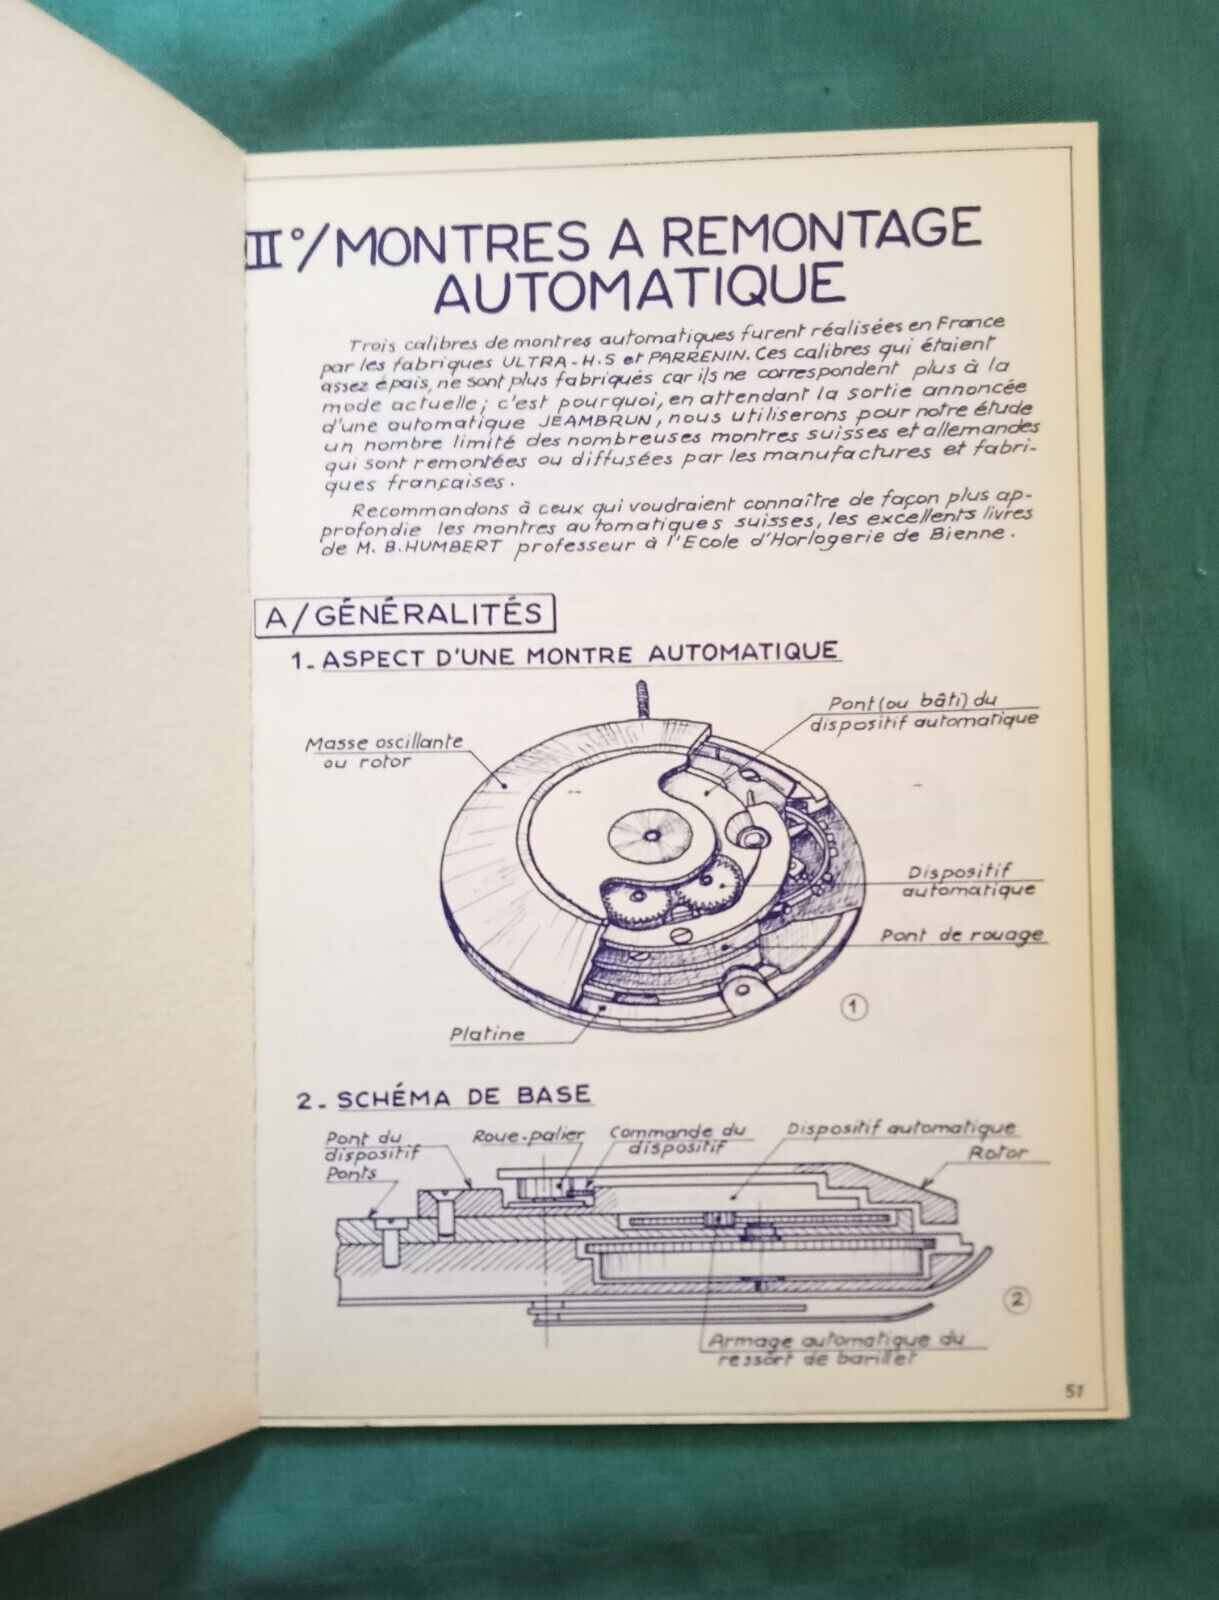 II°/MONTRES A REMONTAGE
AUTOMATIQUE
Trois calibres de montres automatiques furent réalisées en France
par les fabriques ULTRA-H.S et PARRENIN. Ces calibres qui étaient
assez épais, ne sont plus fabriqués car ils ne correspondent plus à la
mode actuelle; c'est pourquoi, en attendant la sortie annoncée
d'une automatique JEAMBRUN, nous utiliserons pour notre étude
un nombre limité des nombreuses montres suisses et allemandes
qui sont remontées ou diffusées par les manufactures et fabri-
ques françaises.
Recommandons à ceux qui voudraient connaître de façon plus ap-
profondie les montres automatiques suisses, les excellents livres
de M. B. HUMBERT professeur à l'Ecole d'Horlogerie de Bienne.
A/GÉNÉRALITÉS
1. ASPECT D'UNE MONTRE AUTOMATIQUE
Pont (ou bâti) du
dispositif automatique
Masse oscillante
ou rotor
Dispositif
automatique
Pont de rouage
1
Platine
2. SCHÉMA DE BASE
Pont du
dispositif
Ponts
Roue-palier
Commande du
dispositif
Dispositif automatique
Rotor
2
Armage automatique du
ressort de barillet
51